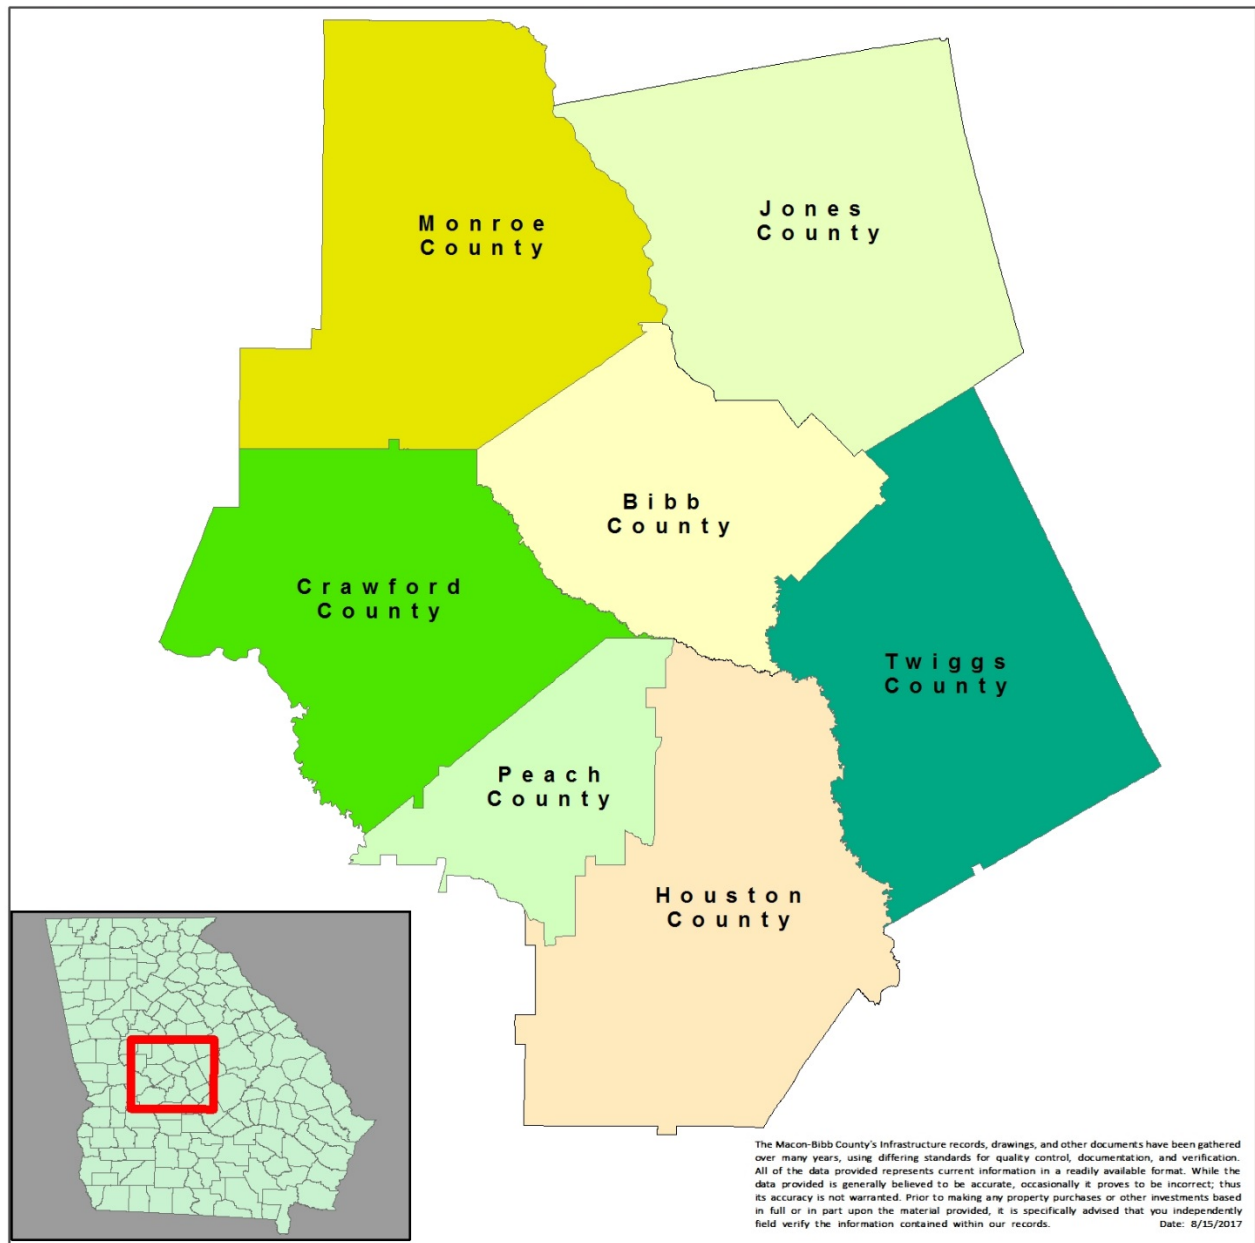 Monroe
County
Jones
County
Bibb
County
Crawford
County
Twiggs
County
Peach
County
Houston
County
The Macon-Bibb County's Infrastructure records, drawings, and other documents have been gathered
over many years, using differing standards for quality control, documentation, and verification.
All of the data provided represents current information in a readily available format. While the
data provided is generally believed to be accurate, occasionally it proves to be incorrect; thus
its accuracy is not warranted. Prior to making any property purchases or other investments based
in full or in part upon the material provided, it is specifically advised that you independently
field verify the information contained within our records. Date: 8/15/2017